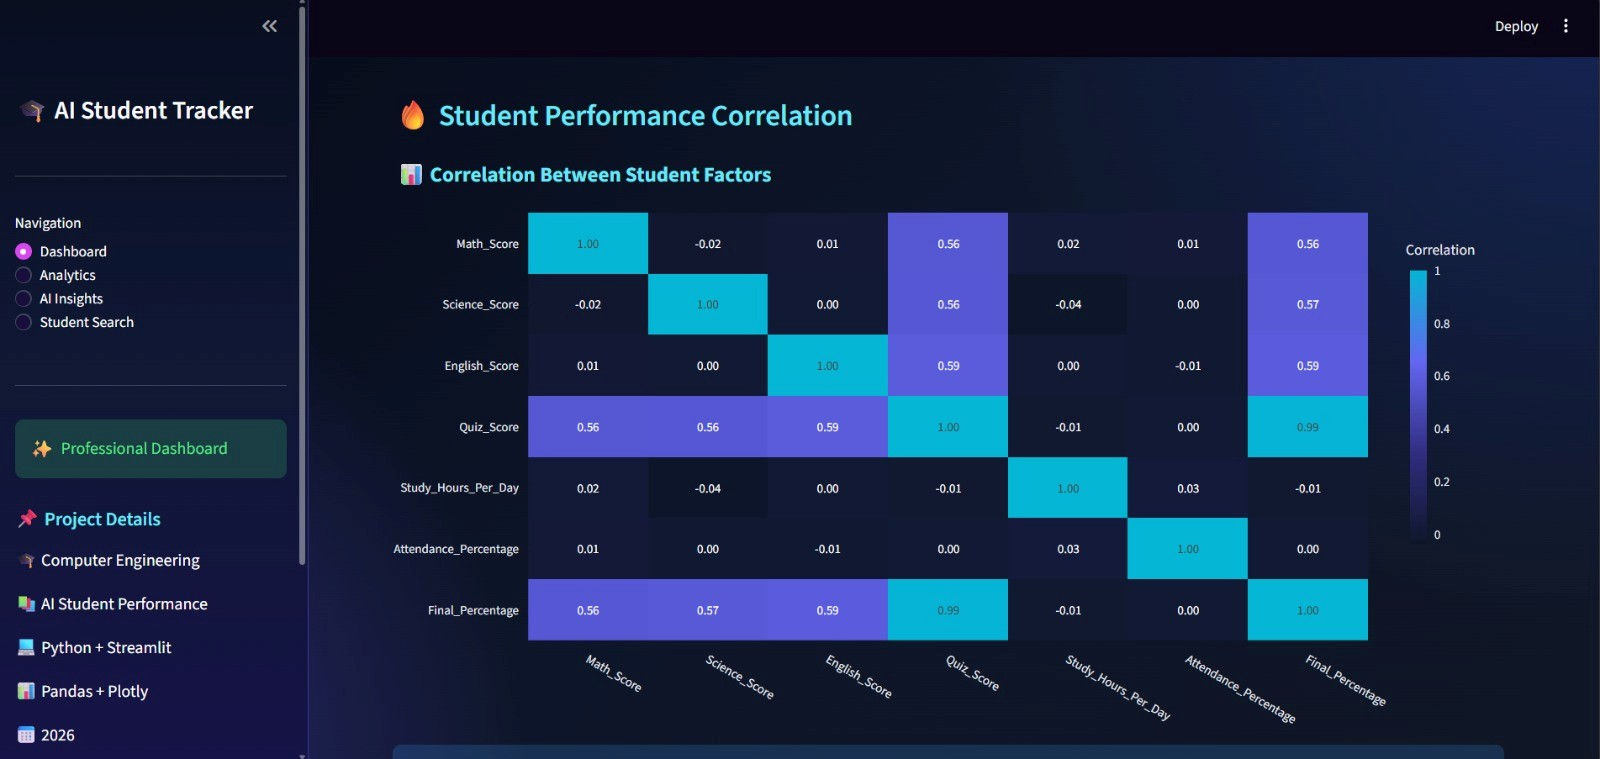 Deploy
AI Student Tracker
Navigation
Dashboard
Analytics
AI Insights
Student Search
Professional Dashboard
Project Details
Computer Engineering
AI Student Performance
Python + Streamlit
Pandas + Plotly
2026
Student Performance Correlation
Correlation Between Student Factors
Math_Score 1.00 -0.02 0.01 0.56 0.02 0.01 0.56
Science_Score -0.02 1.00 0.00 0.56 -0.04 0.00 0.57
English_Score 0.01 0.00 1.00 0.59 0.00 -0.01 0.59
Quiz_Score 0.56 0.56 0.59 1.00 -0.01 0.00 0.99
Study_Hours_Per_Day 0.02 -0.04 0.00 -0.01 1.00 0.03 -0.01
Attendance_Percentage 0.01 0.00 -0.01 0.00 0.03 1.00 0.00
Final_Percentage 0.56 0.57 0.59 0.99 -0.01 0.00 1.00
Math_Score Science_Score English_Score Quiz_Score Study_Hours_Per_Day Attendance_Percentage Final_Percentage
Correlation
1
0.8
0.6
0.4
0.2
0